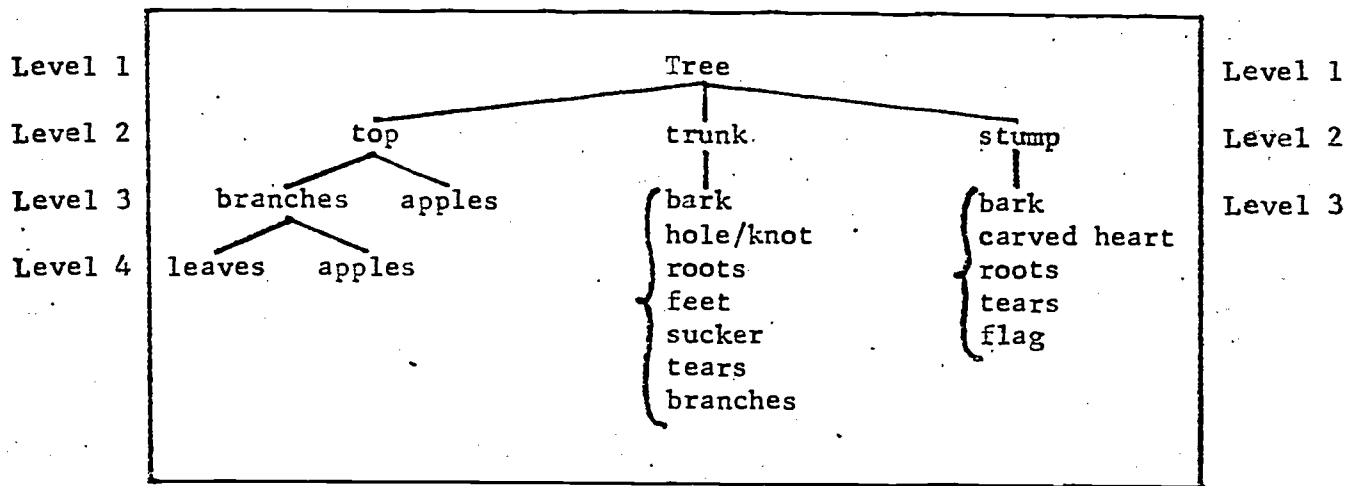 Level 1 Tree Level 1
Level 2 top trunk stump Level 2
Level 3 branches apples bark bark Level 3
hole/knot carved heart
Level 4 leaves apples roots roots
feet tears
sucker flag
tears
branches